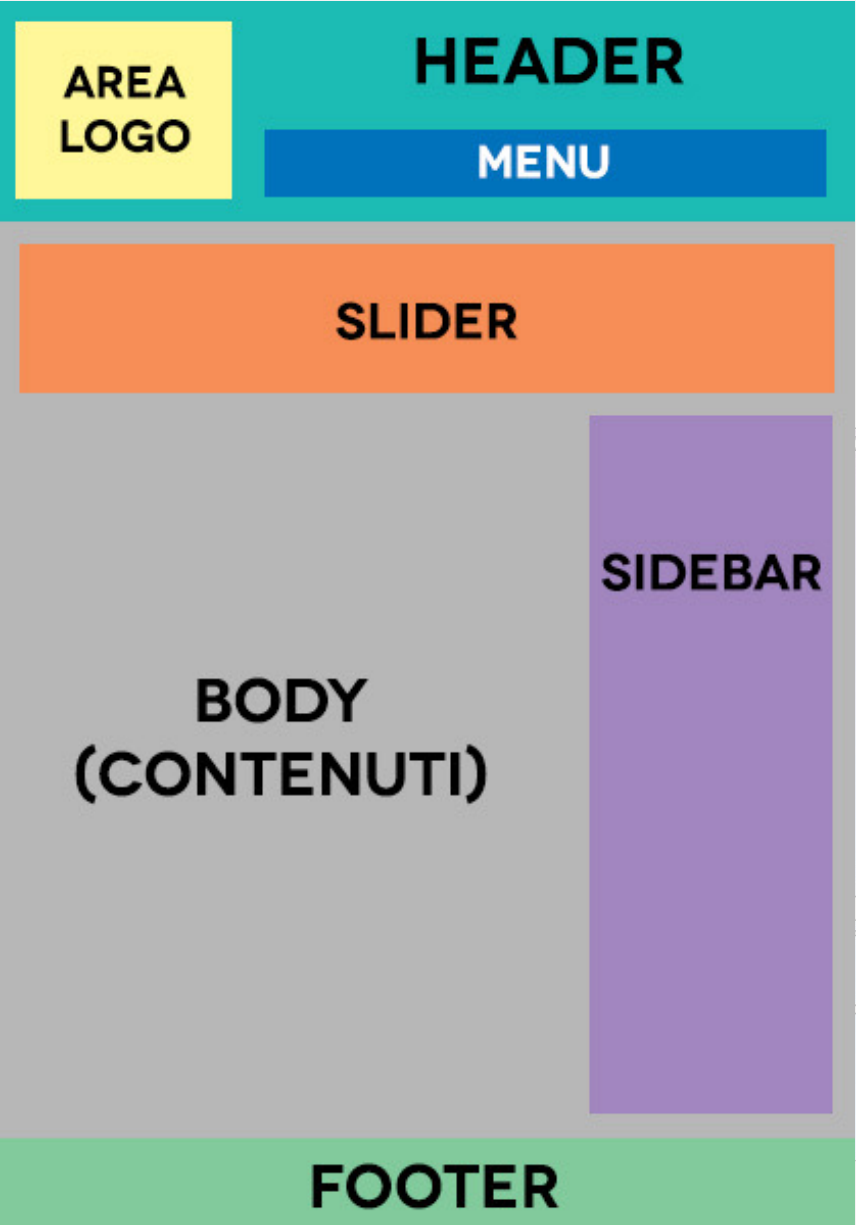 AREA
LOGO
HEADER
MENU
SLIDER
SIDEBAR
BODY
(CONTENUTI)
FOOTER